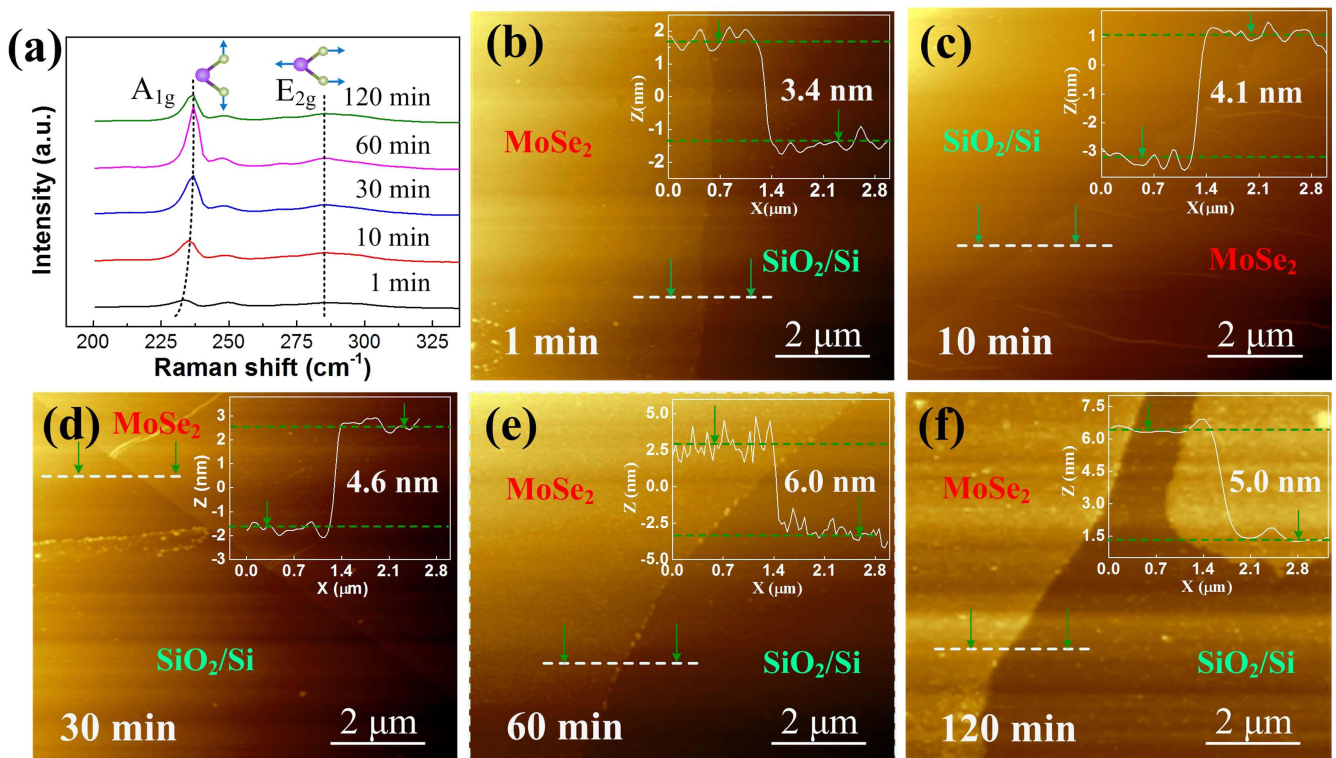 (a)
A1g
E2g
120 min
60 min
30 min
10 min
1 min
Intensity (a.u.)
200 225 250 275 300 325
Raman shift (cm-1)
(b)
Z(nm)
2
1
0
-1
-2
3.4 nm
0.0 0.7 1.4 2.1 2.8
X(μm)
MoSe2
SiO2/Si
1 min
2 μm
(c)
Z(nm)
1
0
-1
-2
-3
4.1 nm
0.0 0.7 1.4 2.1 2.8
X(μm)
SiO2/Si
MoSe2
10 min
2 μm
(d)
MoSe2
Z (nm)
3
2
1
0
-1
-2
-3
4.6 nm
0.0 0.7 1.4 2.1 2.8
X (μm)
SiO2/Si
30 min
2 μm
(e)
Z (nm)
5.0
2.5
0.0
-2.5
-5.0
6.0 nm
0.0 0.7 1.4 2.1 2.8
X (μm)
MoSe2
SiO2/Si
60 min
2 μm
(f)
Z (nm)
7.5
6.0
4.5
3.0
1.5
5.0 nm
0.0 0.7 1.4 2.1 2.8
X (μm)
MoSe2
SiO2/Si
120 min
2 μm